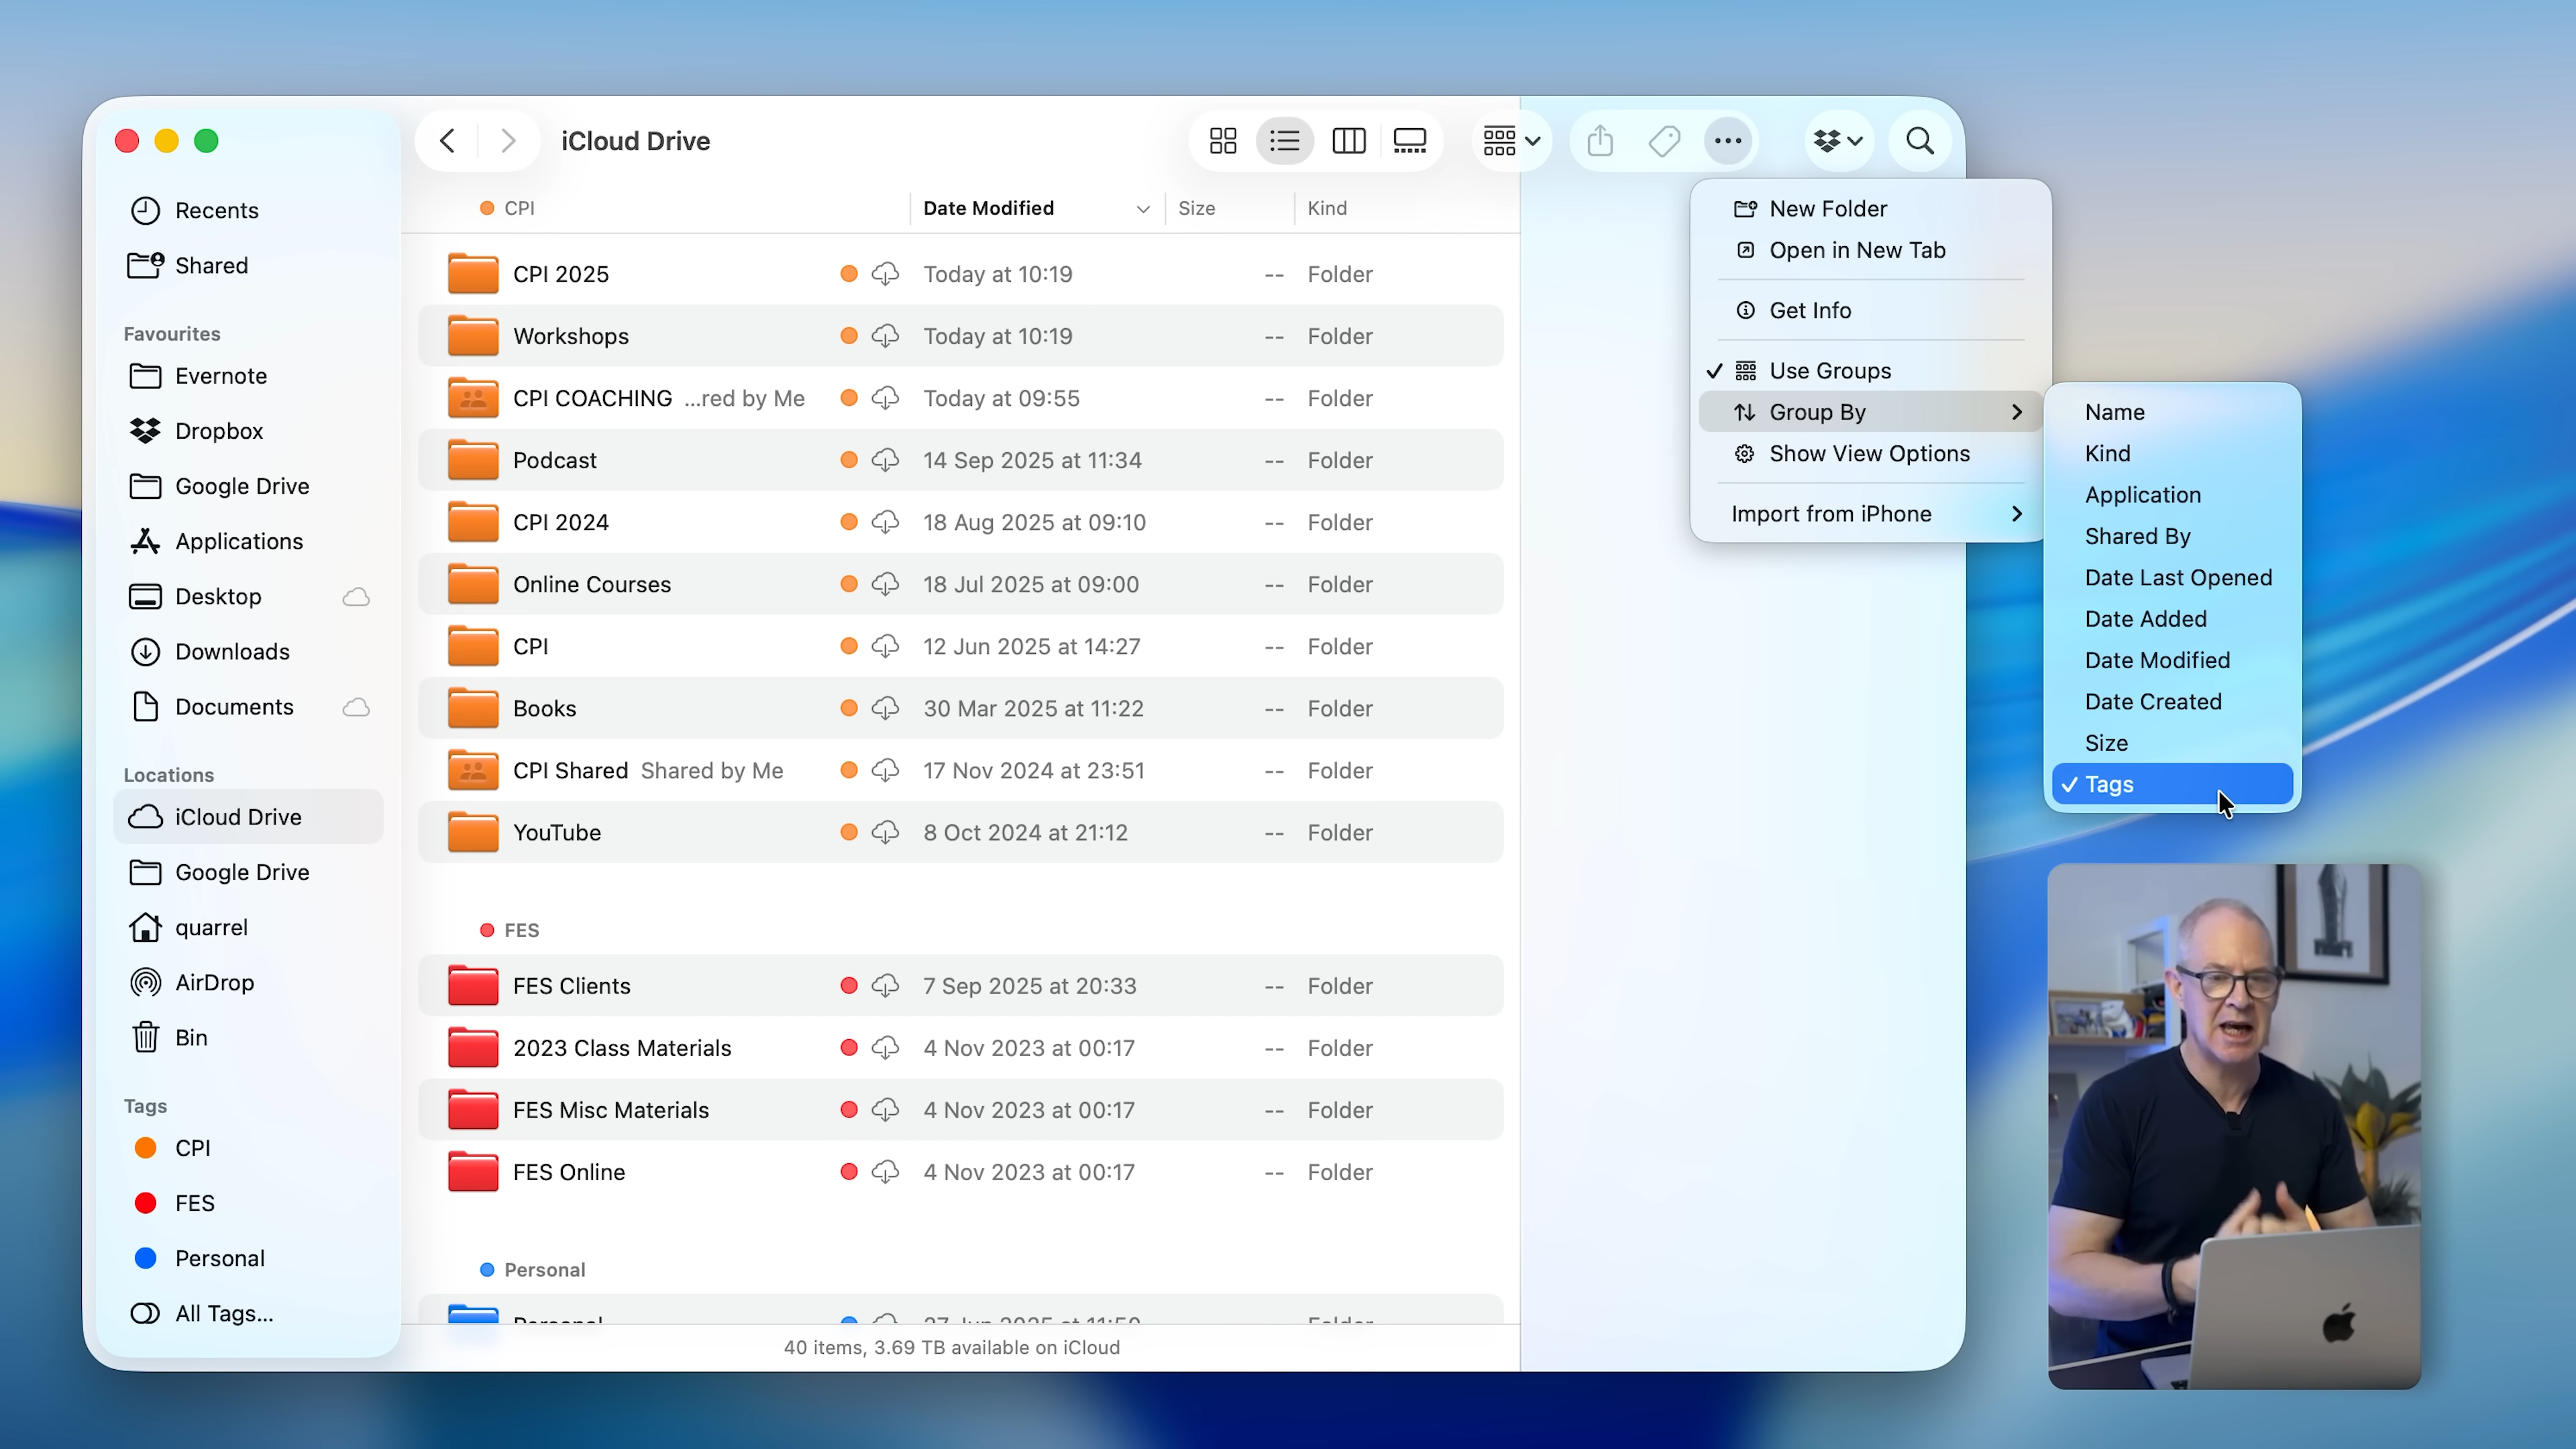 iCloud Drive
Recents
Shared
Favourites
Evernote
Dropbox
Google Drive
Applications
Desktop
Downloads
Documents
Locations
iCloud Drive
Google Drive
quarrel
AirDrop
Bin
Tags
CPI
FES
Personal
All Tags...
CPI Date Modified Size Kind
CPI 2025 Today at 10:19 -- Folder
Workshops Today at 10:19 -- Folder
CPI COACHING ...red by Me Today at 09:55 -- Folder
Podcast 14 Sep 2025 at 11:34 -- Folder
CPI 2024 18 Aug 2025 at 09:10 -- Folder
Online Courses 18 Jul 2025 at 09:00 -- Folder
CPI 12 Jun 2025 at 14:27 -- Folder
Books 30 Mar 2025 at 11:22 -- Folder
CPI Shared Shared by Me 17 Nov 2024 at 23:51 -- Folder
YouTube 8 Oct 2024 at 21:12 -- Folder
FES
FES Clients 7 Sep 2025 at 20:33 -- Folder
2023 Class Materials 4 Nov 2023 at 00:17 -- Folder
FES Misc Materials 4 Nov 2023 at 00:17 -- Folder
FES Online 4 Nov 2023 at 00:17 -- Folder
Personal
Personal 27 Jun 2025 at 11:50 -- Folder
40 items, 3.69 TB available on iCloud
New Folder
Open in New Tab
Get Info
Use Groups
Group By
Show View Options
Import from iPhone
Name
Kind
Application
Shared By
Date Last Opened
Date Added
Date Modified
Date Created
Size
Tags